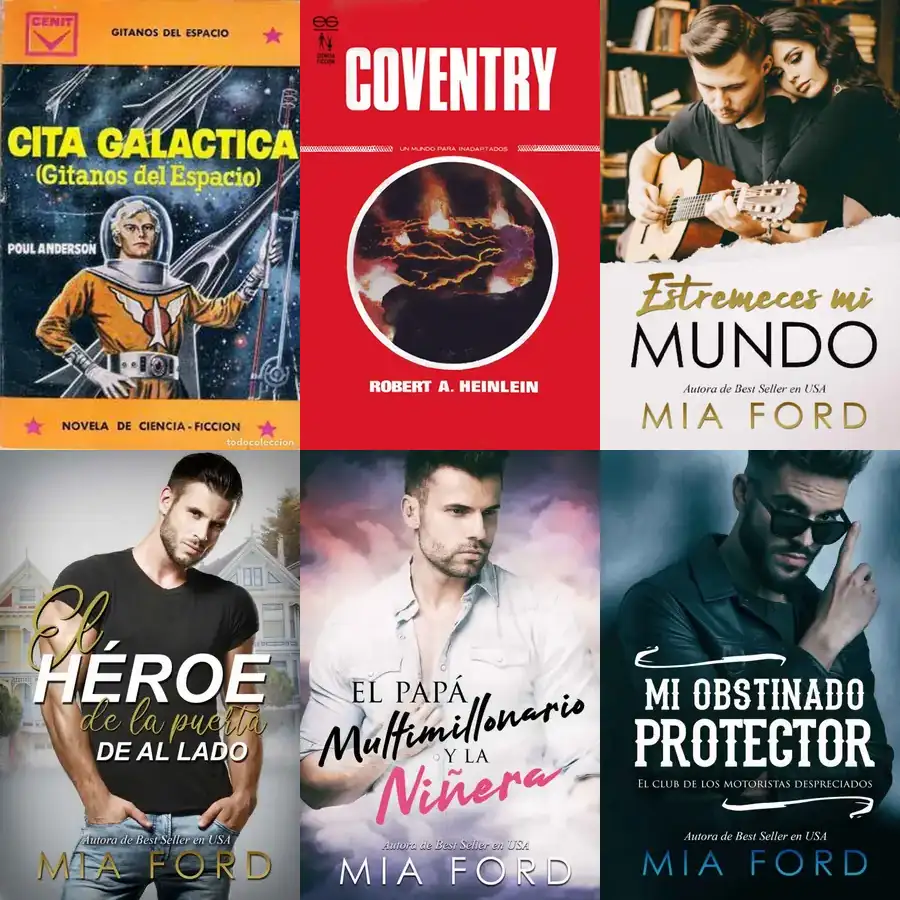 CENIT
GITANOS DEL ESPACIO
CITA GALACTICA
(Gitanos del Espacio)
POUL ANDERSON
NOVELA DE CIENCIA-FICCION
todocoleccion
CIENCIA
FICCION
COVENTRY
UN MUNDO PARA INADAPTADOS
ROBERT A. HEINLEIN
Estremeces mi
MUNDO
Autora de Best Seller en USA
MIA FORD
El
HÉROE
de la puerta
DE AL LADO
Autora de Best Seller en USA
MIA FORD
EL PAPÁ
Multimillonario
Y LA
Niñera
Autora de Best Seller en USA
MIA FORD
MI OBSTINADO
PROTECTOR
EL CLUB DE LOS MOTORISTAS DESPRECIADOS
Autora de Best Seller en USA
MIA FORD